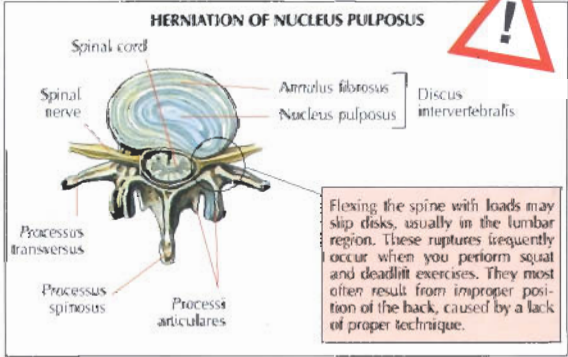 HERNIATION OF NUCLEUS PULPOSUS
!
Spinal cord
Annulus fibrosus
Discus
intervertebralis
Spinal
nerve
Nucleus pulposus
Processus
transversus
Processus
spinosus
Processi
articulares
Flexing the spine with loads may
slip disks, usually in the lumbar
region. These ruptures frequently
occur when you perform squat
and deadlift exercises. They most
often result from improper posi-
tion of the back, caused by a lack
of proper technique.